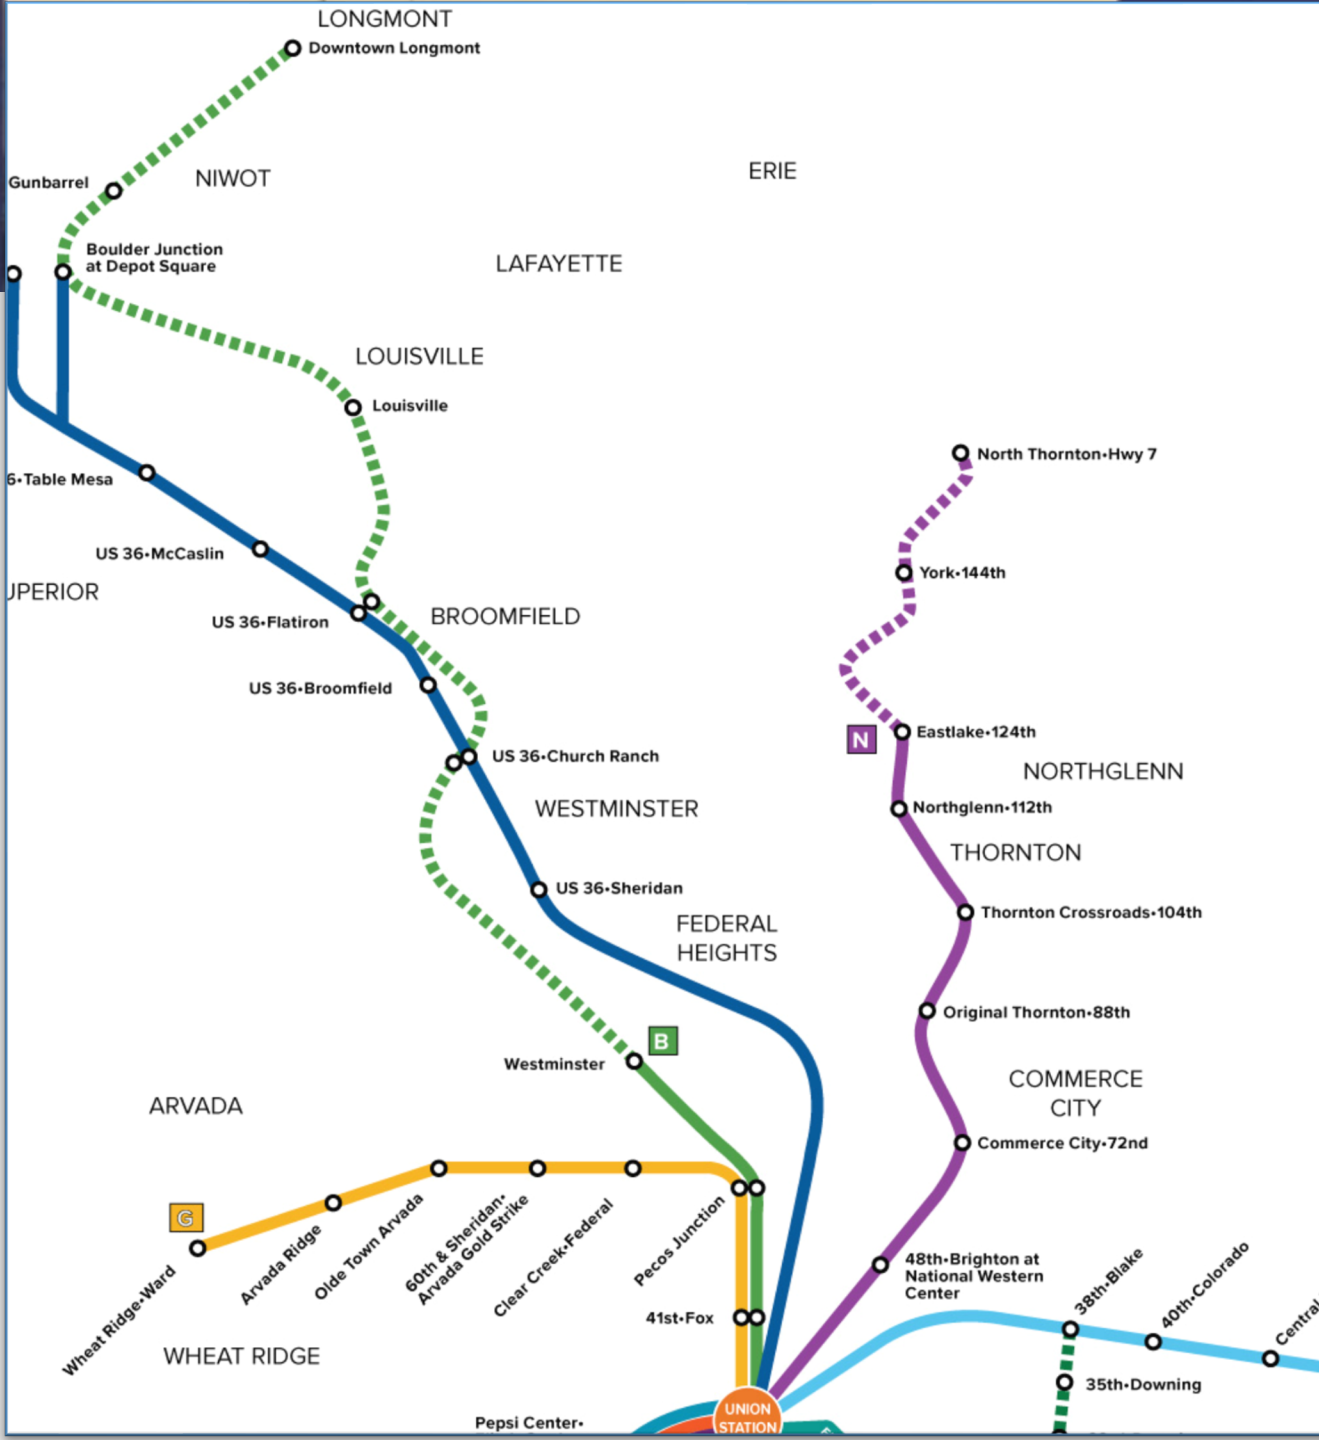 LONGMONT
Downtown Longmont
Gunbarrel
NIWOT
ERIE
Boulder Junction
at Depot Square
LAFAYETTE
LOUISVILLE
Louisville
North Thornton•Hwy 7
6•Table Mesa
US 36•McCaslin
York•144th
UPERIOR
US 36•Flatiron
BROOMFIELD
US 36•Broomfield
N
Eastlake•124th
US 36•Church Ranch
NORTHGLENN
WESTMINSTER
Northglenn•112th
THORNTON
US 36•Sheridan
Thornton Crossroads•104th
FEDERAL
HEIGHTS
Original Thornton•88th
B
Westminster
COMMERCE
CITY
ARVADA
Commerce City•72nd
G
Wheat Ridge•Ward
Arvada Ridge
Olde Town Arvada
60th & Sheridan•
Arvada Gold Strike
Clear Creek•Federal
Pecos Junction
48th•Brighton at
National Western
Center
38th•Blake
40th•Colorado
Central
41st•Fox
WHEAT RIDGE
35th•Downing
UNION
STATION
Pepsi Center•